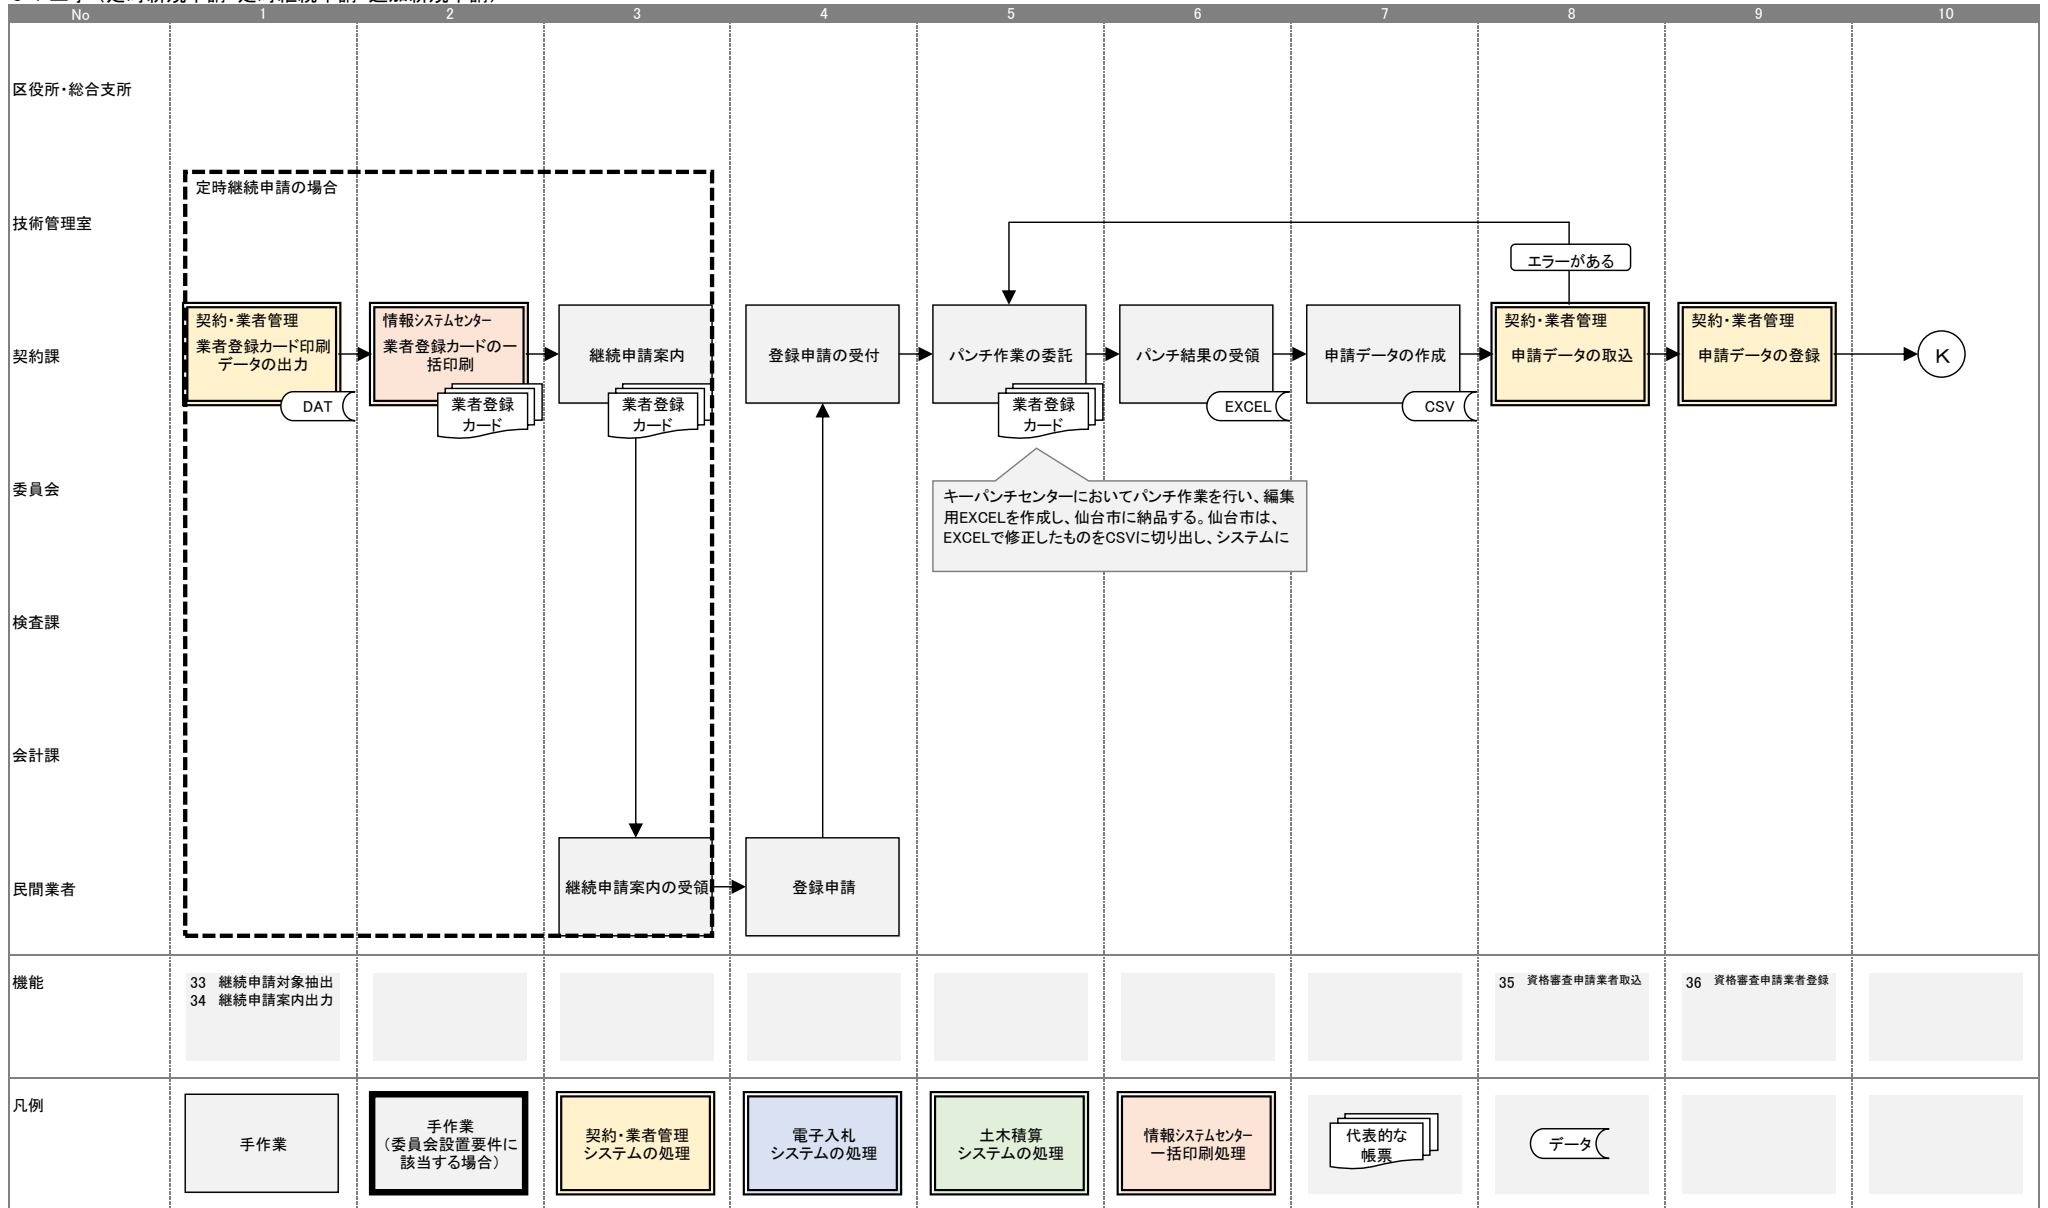 No 1 2 3 4 5 6 7 8 9 10
区役所・総合支所
定時継続申請の場合
技術管理室
エラーがある
契約課
契約・業者管理
業者登録カード印刷
データの出力
DAT
情報システムセンター
業者登録カードの一
括印刷
業者登録
カード
継続申請案内
業者登録
カード
登録申請の受付
パンチ作業の委託
業者登録
カード
パンチ結果の受領
EXCEL
申請データの作成
CSV
契約・業者管理
申請データの取込
契約・業者管理
申請データの登録
K
委員会
キーパンチセンターにおいてパンチ作業を行い、編集
用EXCELを作成し、仙台市に納品する。仙台市は、
EXCELで修正したものをCSVに切り出し、システムに
検査課
会計課
民間業者
継続申請案内の受領
登録申請
機能
33 継続申請対象抽出
34 継続申請案内出力
35 資格審査申請業者取込
36 資格審査申請業者登録
凡例
手作業
手作業
（委員会設置要件に
該当する場合）
契約・業者管理
システムの処理
電子入札
システムの処理
土木積算
システムの処理
情報システムセンター
一括印刷処理
代表的な
帳票
データ